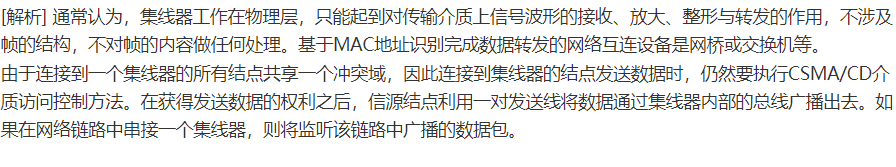 [解析] 通常认为，集线器工作在物理层，只能起到对传输介质上信号波形的接收、放大、整形与转发的作用，不涉及
帧的结构，不对帧的内容做任何处理。基于MAC地址识别完成数据转发的网络互连设备是网桥或交换机等。
由于连接到一个集线器的所有结点共享一个冲突域，因此连接到集线器的结点发送数据时，仍然要执行CSMA/CD介
质访问控制方法。在获得发送数据的权利之后，信源结点利用一对发送线将数据通过集线器内部的总线广播出去。如
果在网络链路中串接一个集线器，则将监听该链路中广播的数据包。